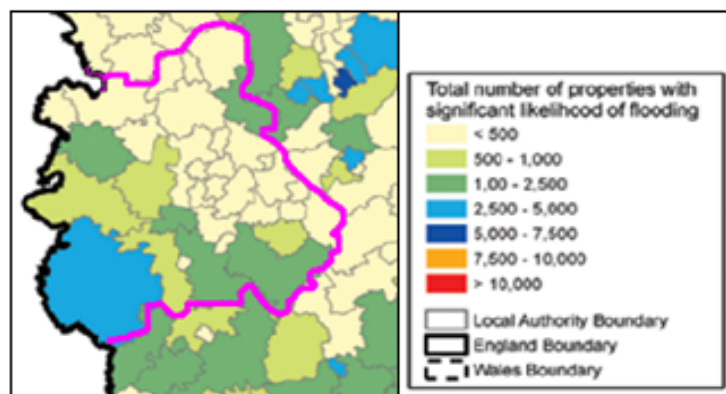 Total number of properties with
significant likelihood of flooding
< 500
500 - 1,000
1,00 - 2,500
2,500 - 5,000
5,000 - 7,500
7,500 - 10,000
> 10,000
Local Authority Boundary
England Boundary
Wales Boundary